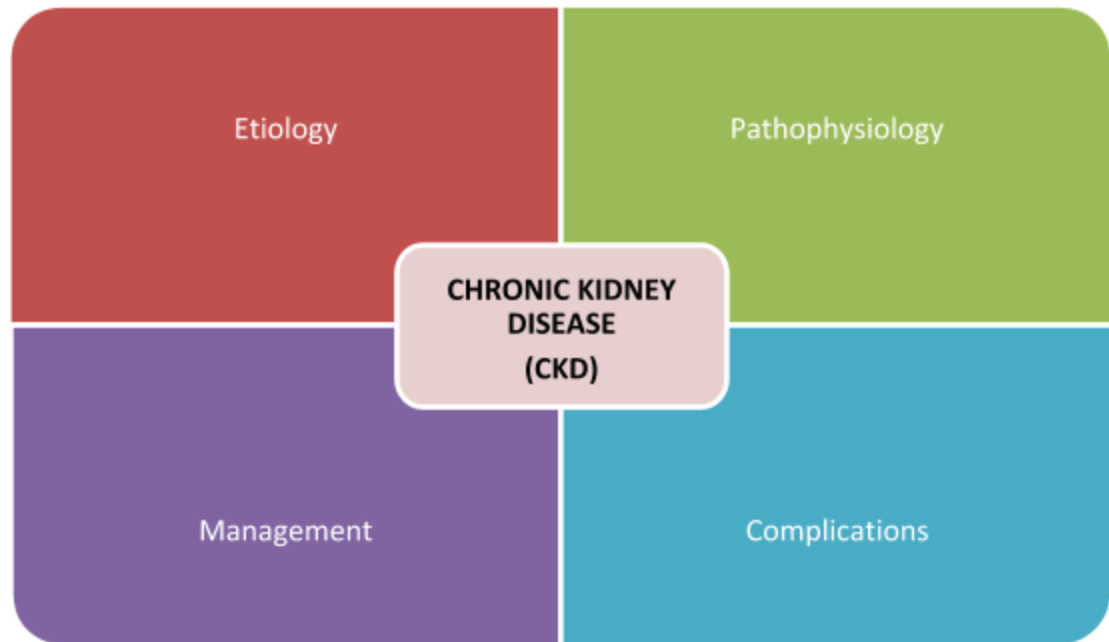 Etiology
Pathophysiology
CHRONIC KIDNEY
DISEASE
(CKD)
Management
Complications